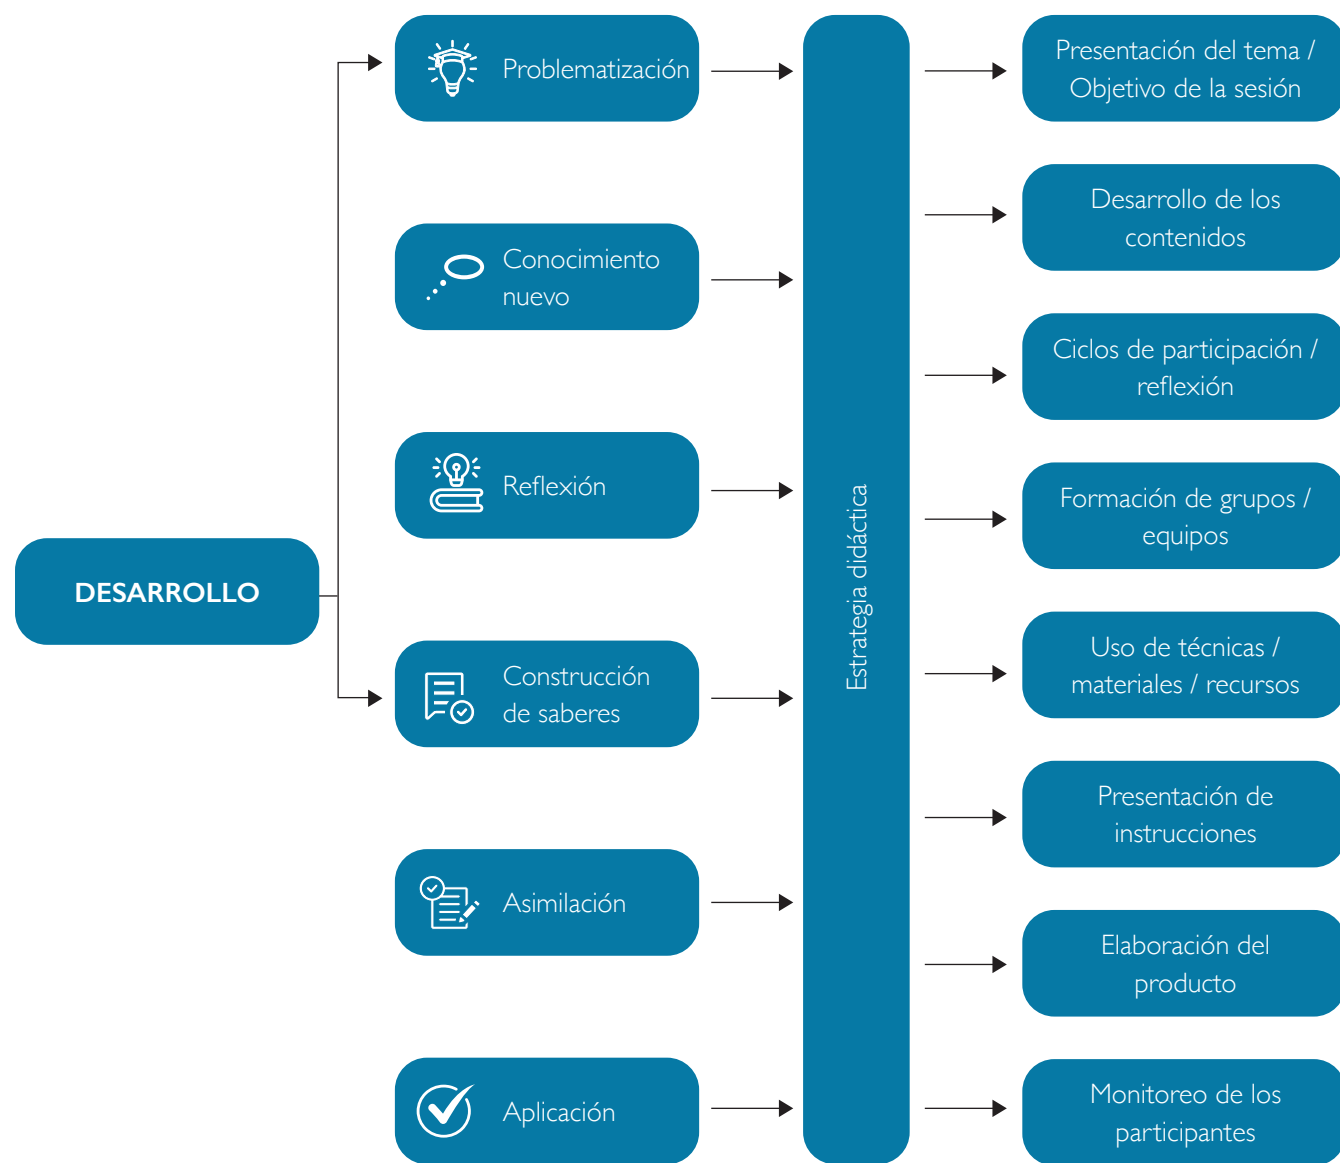 DESARROLLO
Problematización
Conocimiento
nuevo
Reflexión
Construcción
de saberes
Asimilación
Aplicación
Estrategia didáctica
Presentación del tema /
Objetivo de la sesión
Desarrollo de los
contenidos
Ciclos de participación /
reflexión
Formación de grupos /
equipos
Uso de técnicas /
materiales / recursos
Presentación de
instrucciones
Elaboración del
producto
Monitoreo de los
participantes